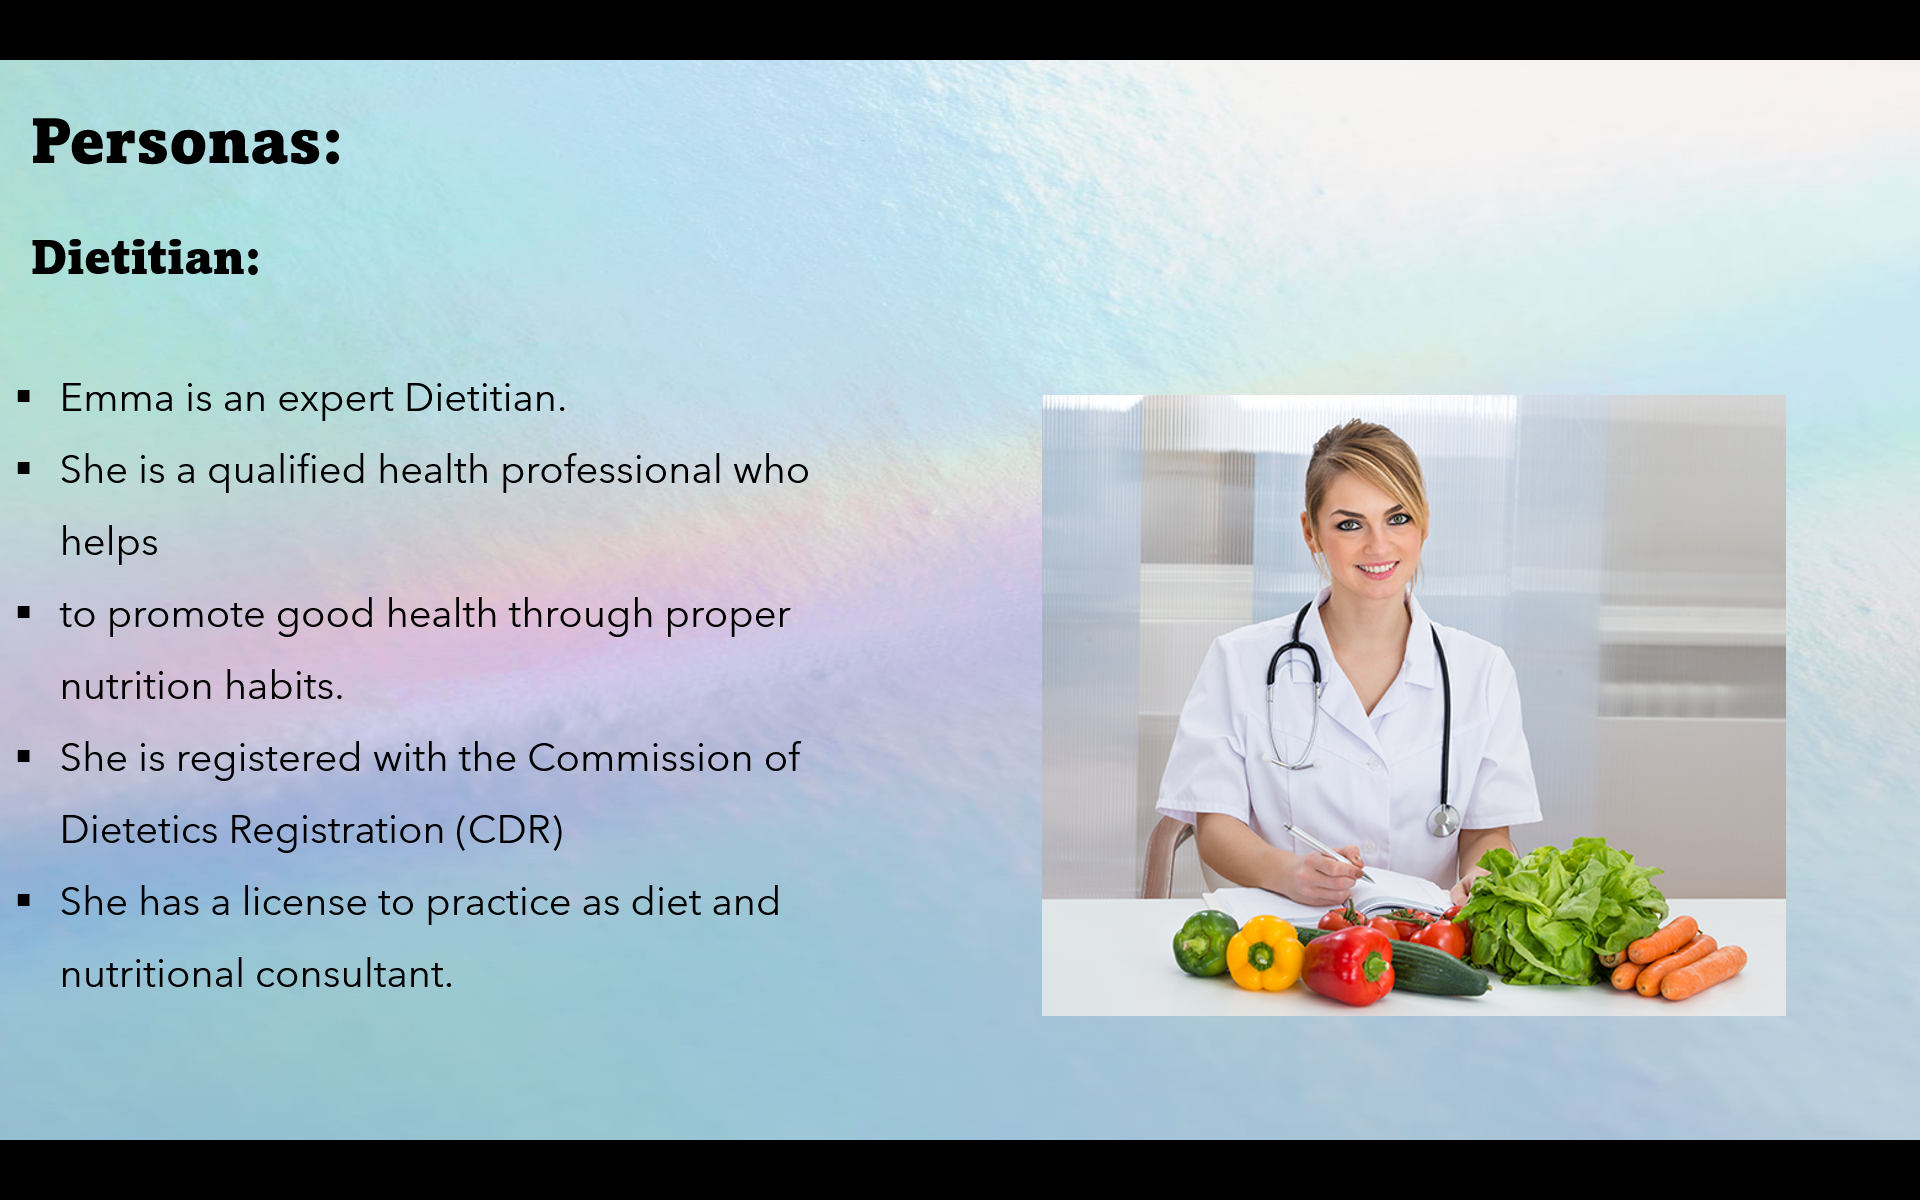 Personas:
Dietitian:
▪ Emma is an expert Dietitian.
▪ She is a qualified health professional who
helps
▪ to promote good health through proper
nutrition habits.
▪ She is registered with the Commission of
Dietetics Registration (CDR)
▪ She has a license to practice as diet and
nutritional consultant.